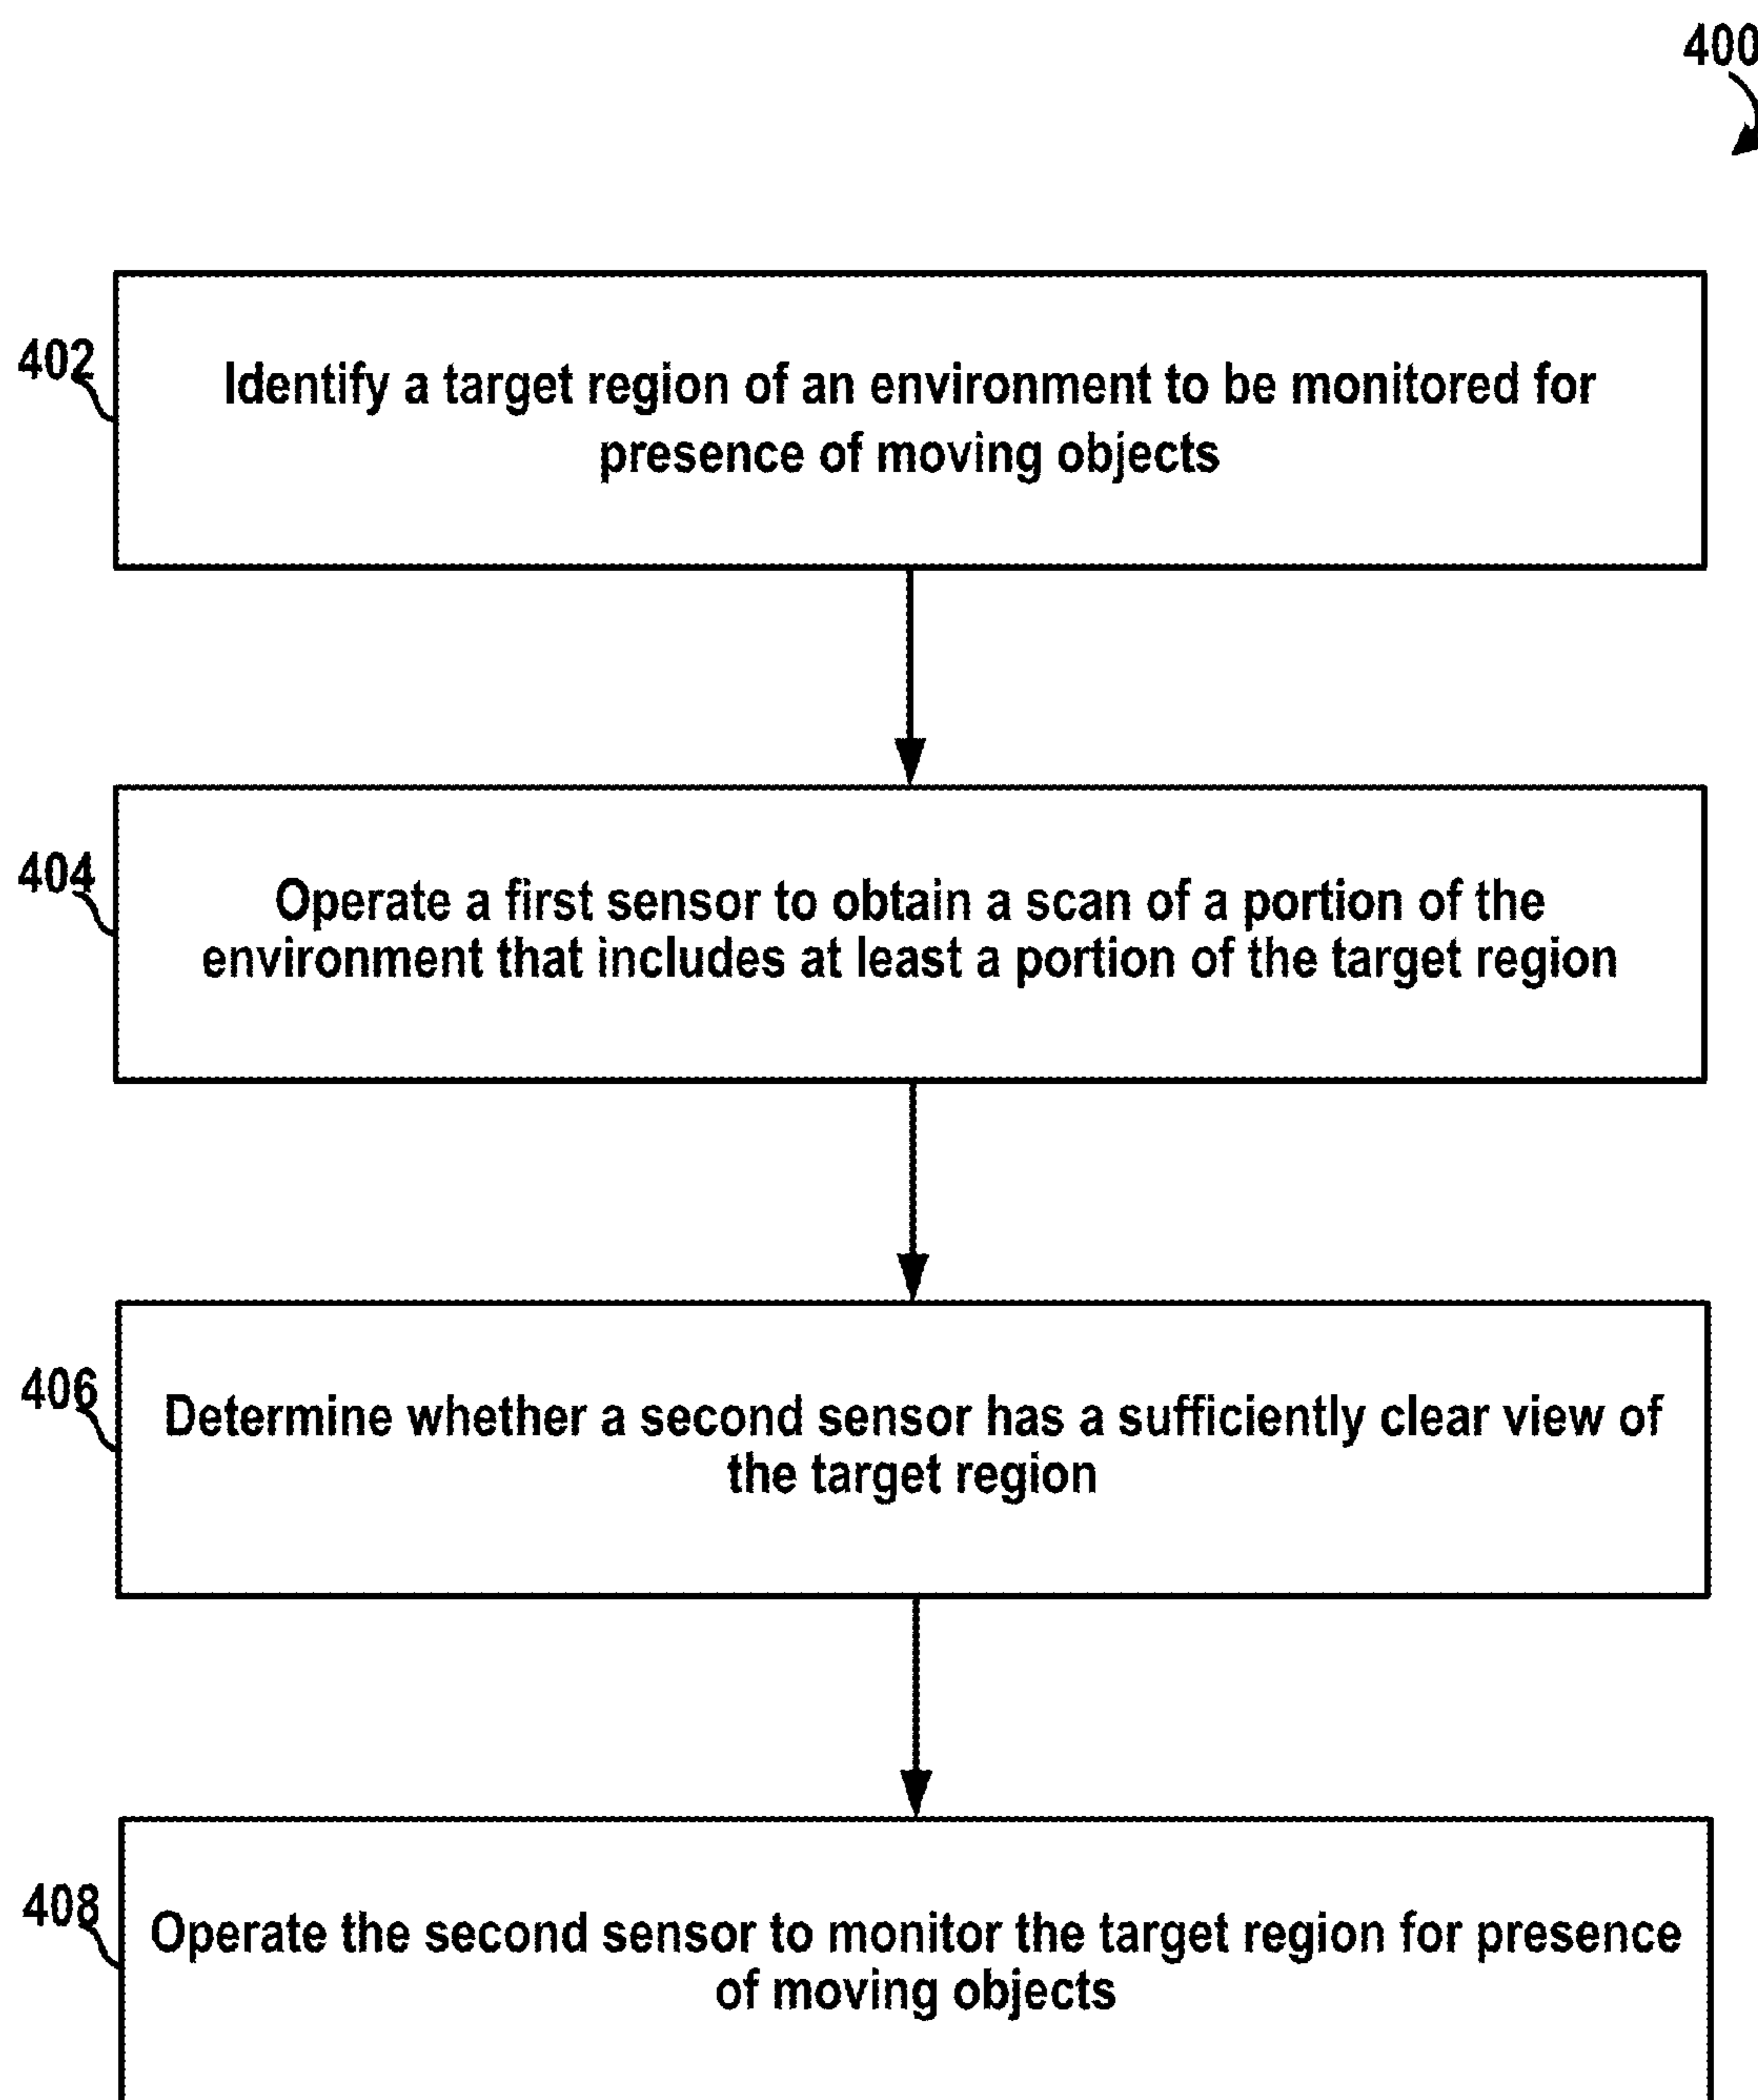 400
402
Identify a target region of an environment to be monitored for
presence of moving objects
404
Operate a first sensor to obtain a scan of a portion of the
environment that includes at least a portion of the target region
406
Determine whether a second sensor has a sufficiently clear view of
the target region
408
Operate the second sensor to monitor the target region for presence
of moving objects